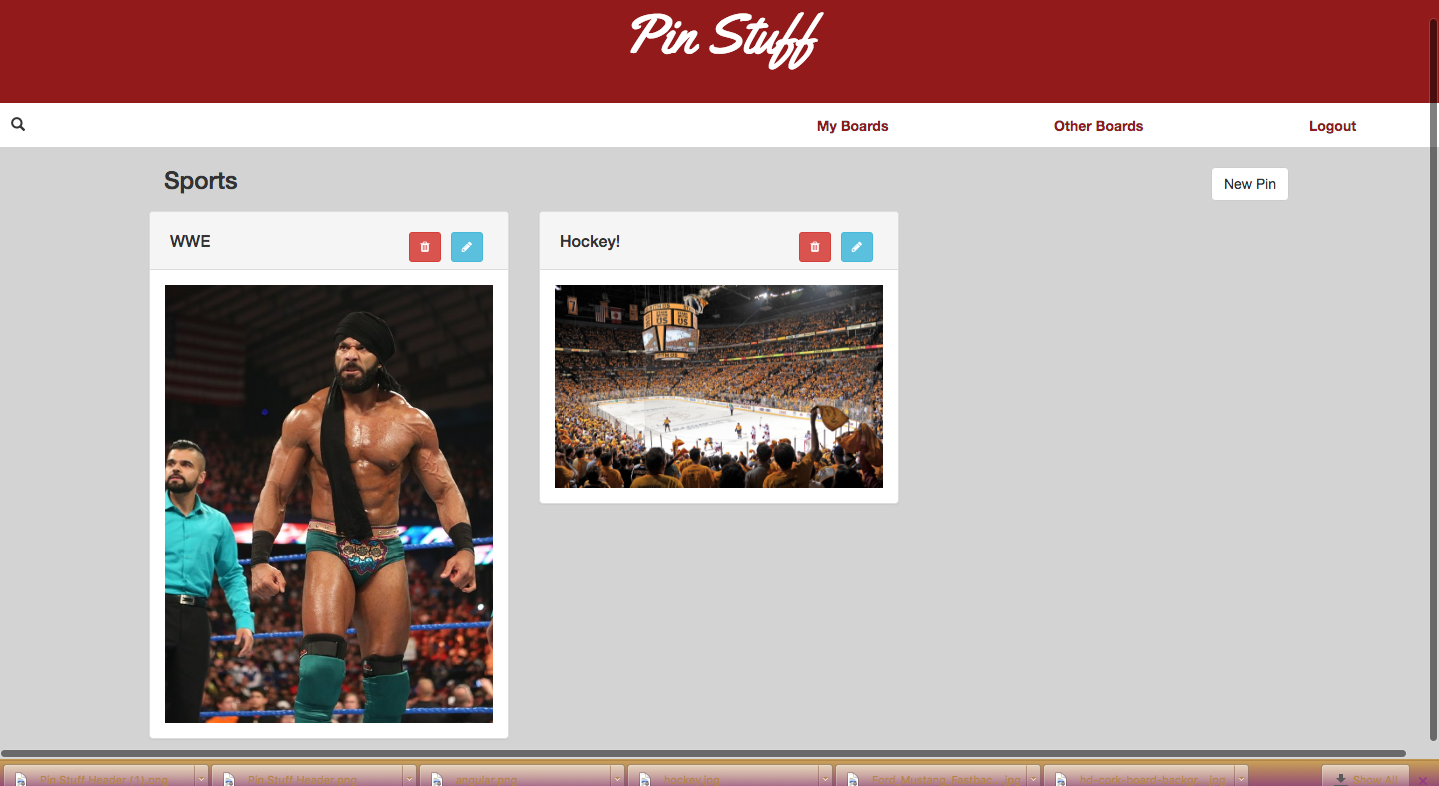 Pin Stuff
My Boards
Other Boards
Logout
Sports
New Pin
WWE
Hockey!
Pin Stuff Header (1).png
Pin Stuff Header.png
angular.png
hockey.jpg
Ford_Mustang_Fastbac....jpg
hd-cork-board-backgr....jpg
Show All